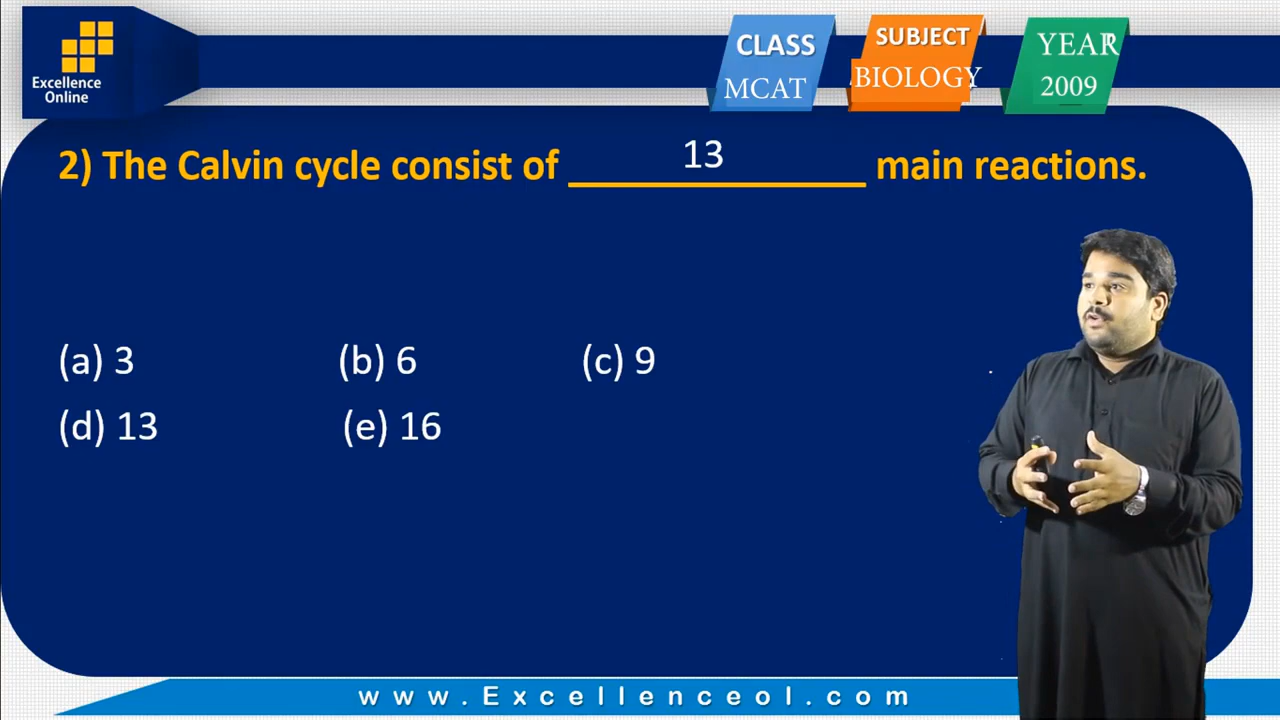 Excellence
Online
CLASS
MCAT
SUBJECT
BIOLOGY
YEAR
2009
2) The Calvin cycle consist of 13 main reactions.
(a) 3 (b) 6 (c) 9
(d) 13 (e) 16
www.Excellenceol.com